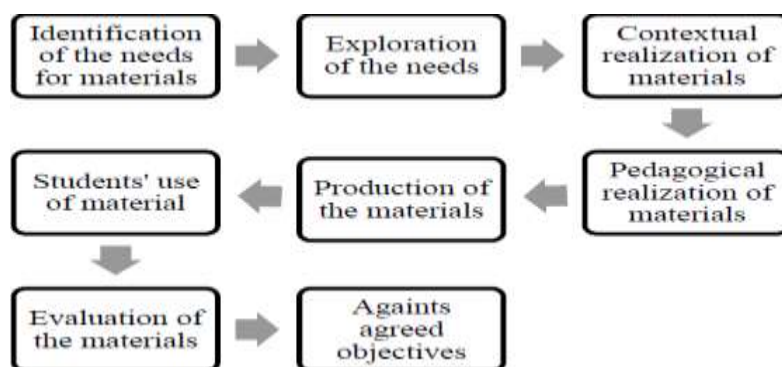 Identification
of the needs
for materials
Exploration
of the needs
Contextual
realization of
materials
Pedagogical
realization of
materials
Production of
the materials
Students' use
of material
Evaluation of
the materials
Againts
agreed
objectives